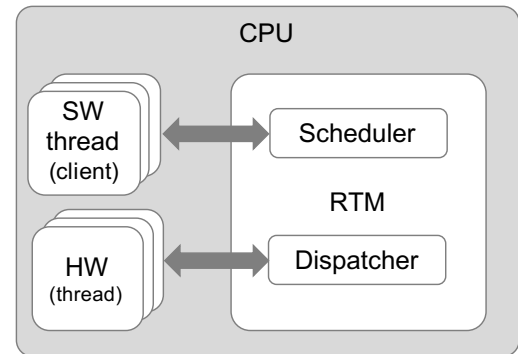 CPU
SW
thread
(client)
Scheduler
RTM
HW
(thread)
Dispatcher